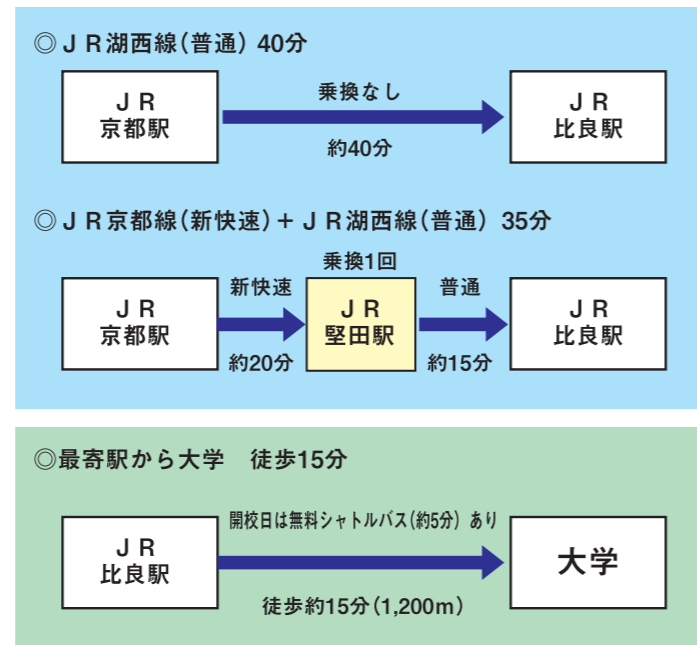 ◎ＪＲ湖西線（普通）40分
ＪＲ
京都駅
乗換なし
約40分
ＪＲ
比良駅
◎ＪＲ京都線（新快速）＋ＪＲ湖西線（普通） 35分
乗換1回
ＪＲ
京都駅
新快速
約20分
ＪＲ
堅田駅
普通
約15分
ＪＲ
比良駅
◎最寄駅から大学　徒歩15分
ＪＲ
比良駅
開校日は無料シャトルバス（約5分）あり
徒歩約15分（1,200m）
大学